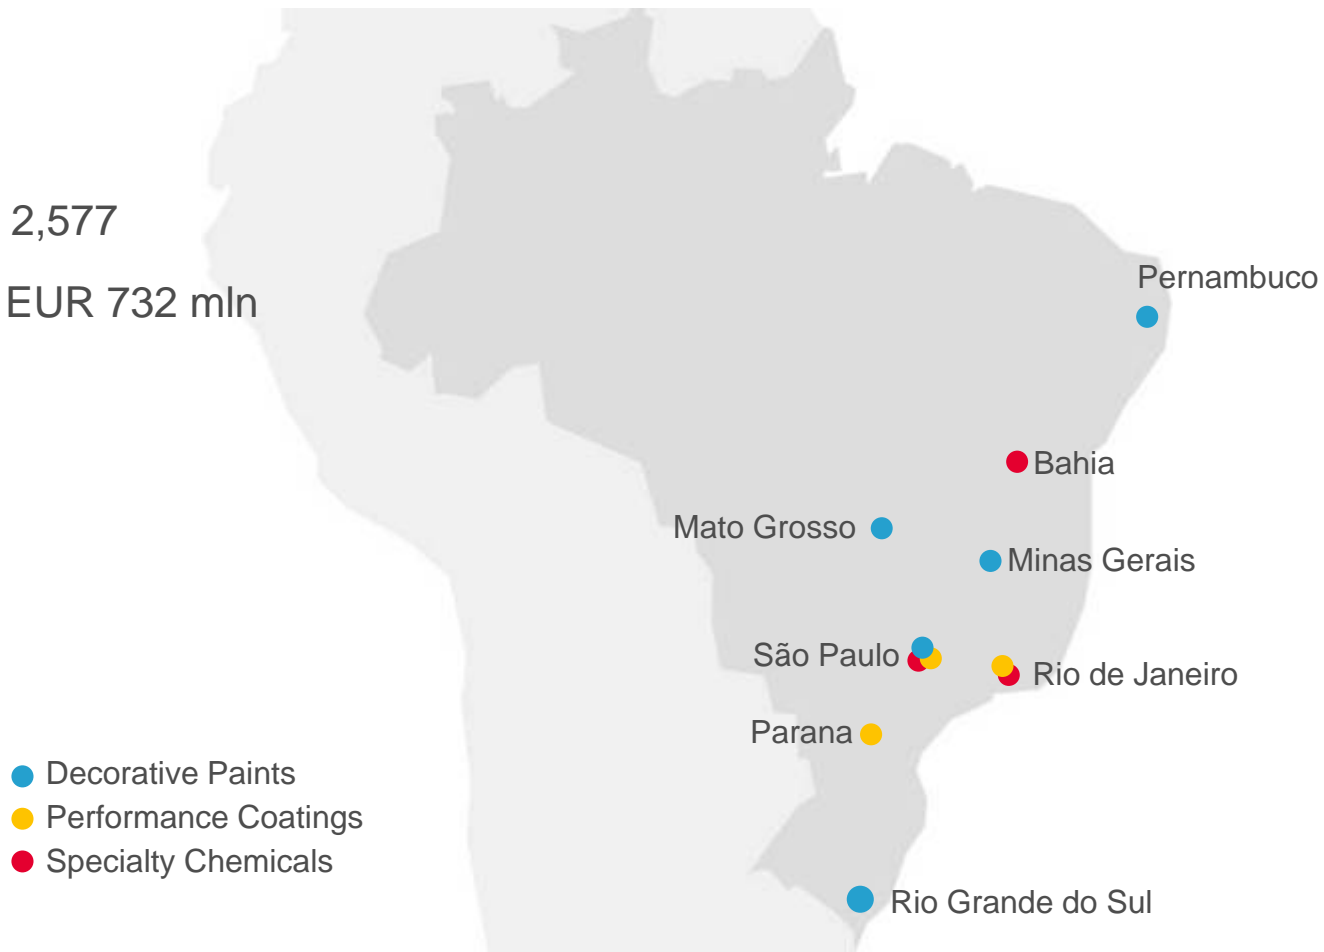 2,577
EUR 732 mln
Pernambuco
Bahia
Mato Grosso
Minas Gerais
São Paulo
Rio de Janeiro
Parana
Decorative Paints
Performance Coatings
Specialty Chemicals
Rio Grande do Sul